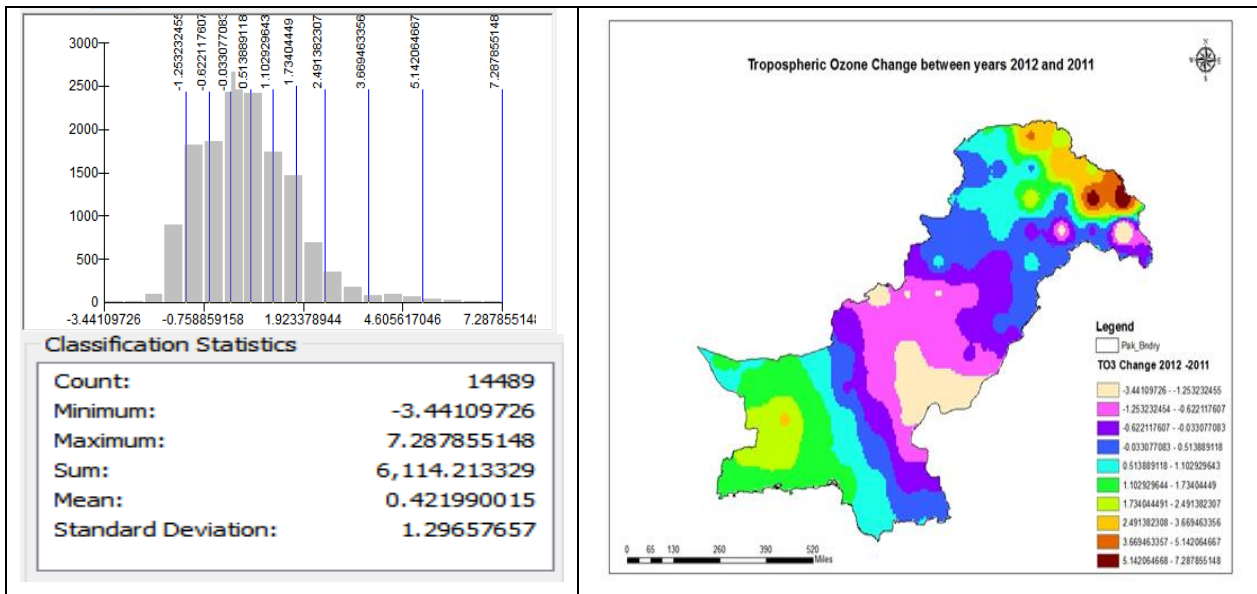 3000
2500
2000
1500
1000
500
0
-1.253232455
-0.622117607
-0.033077083
0.513889118
1.102929643
1.73404449
2.491382307
3.669463356
5.142064667
7.287855148
-3.44109726 -0.758859158 1.923378944 4.605617046 7.287855148
Classification Statistics
Count: 14489
Minimum: -3.44109726
Maximum: 7.287855148
Sum: 6,114.213329
Mean: 0.421990015
Standard Deviation: 1.29657657
Tropospheric Ozone Change between years 2012 and 2011
N
W E
S
Legend
Pak_Bndry
TO3 Change 2012 -2011
-3.44109726 - -1.253232455
-1.253232454 - -0.622117607
-0.622117606 - -0.033077083
-0.033077083 - 0.513889118
0.513889118 - 1.102929643
1.102929644 - 1.73404449
1.734044491 - 2.491382307
2.491382308 - 3.669463356
3.669463357 - 5.142064667
5.142064668 - 7.287855148
0 65 130 260 390 520
Miles